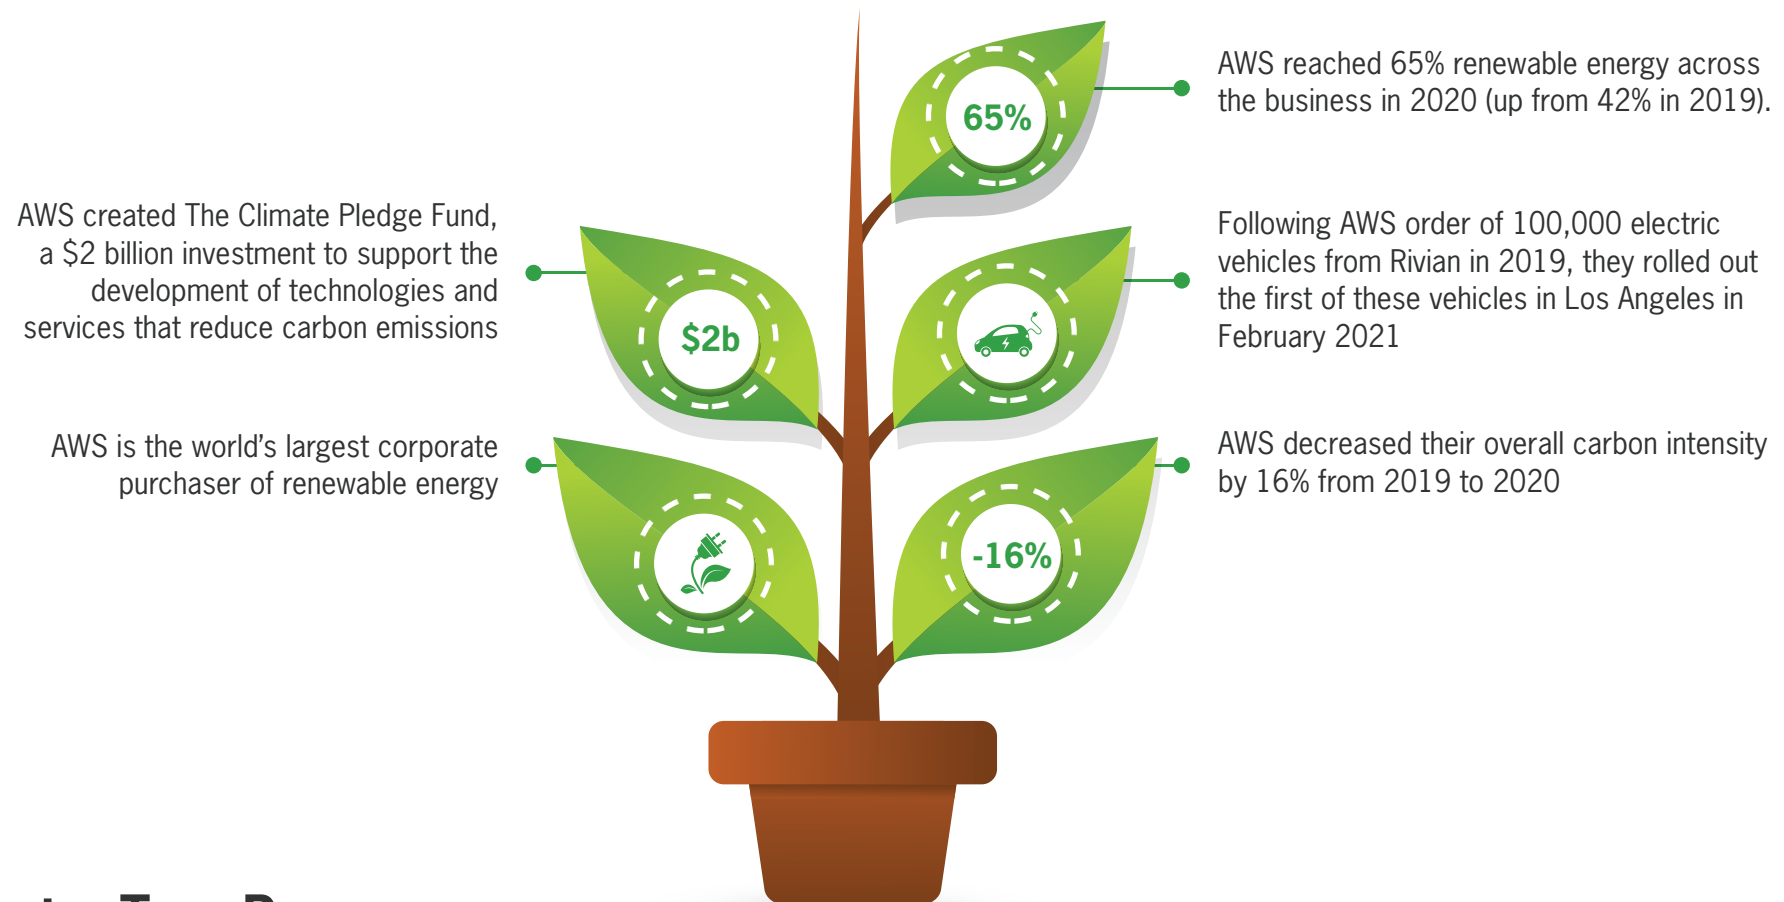 AWS reached 65% renewable energy across
the business in 2020 (up from 42% in 2019).
65%
AWS created The Climate Pledge Fund,
a $2 billion investment to support the
development of technologies and
services that reduce carbon emissions
$2b
Following AWS order of 100,000 electric
vehicles from Rivian in 2019, they rolled out
the first of these vehicles in Los Angeles in
February 2021
AWS is the world’s largest corporate
purchaser of renewable energy
AWS decreased their overall carbon intensity
by 16% from 2019 to 2020
-16%